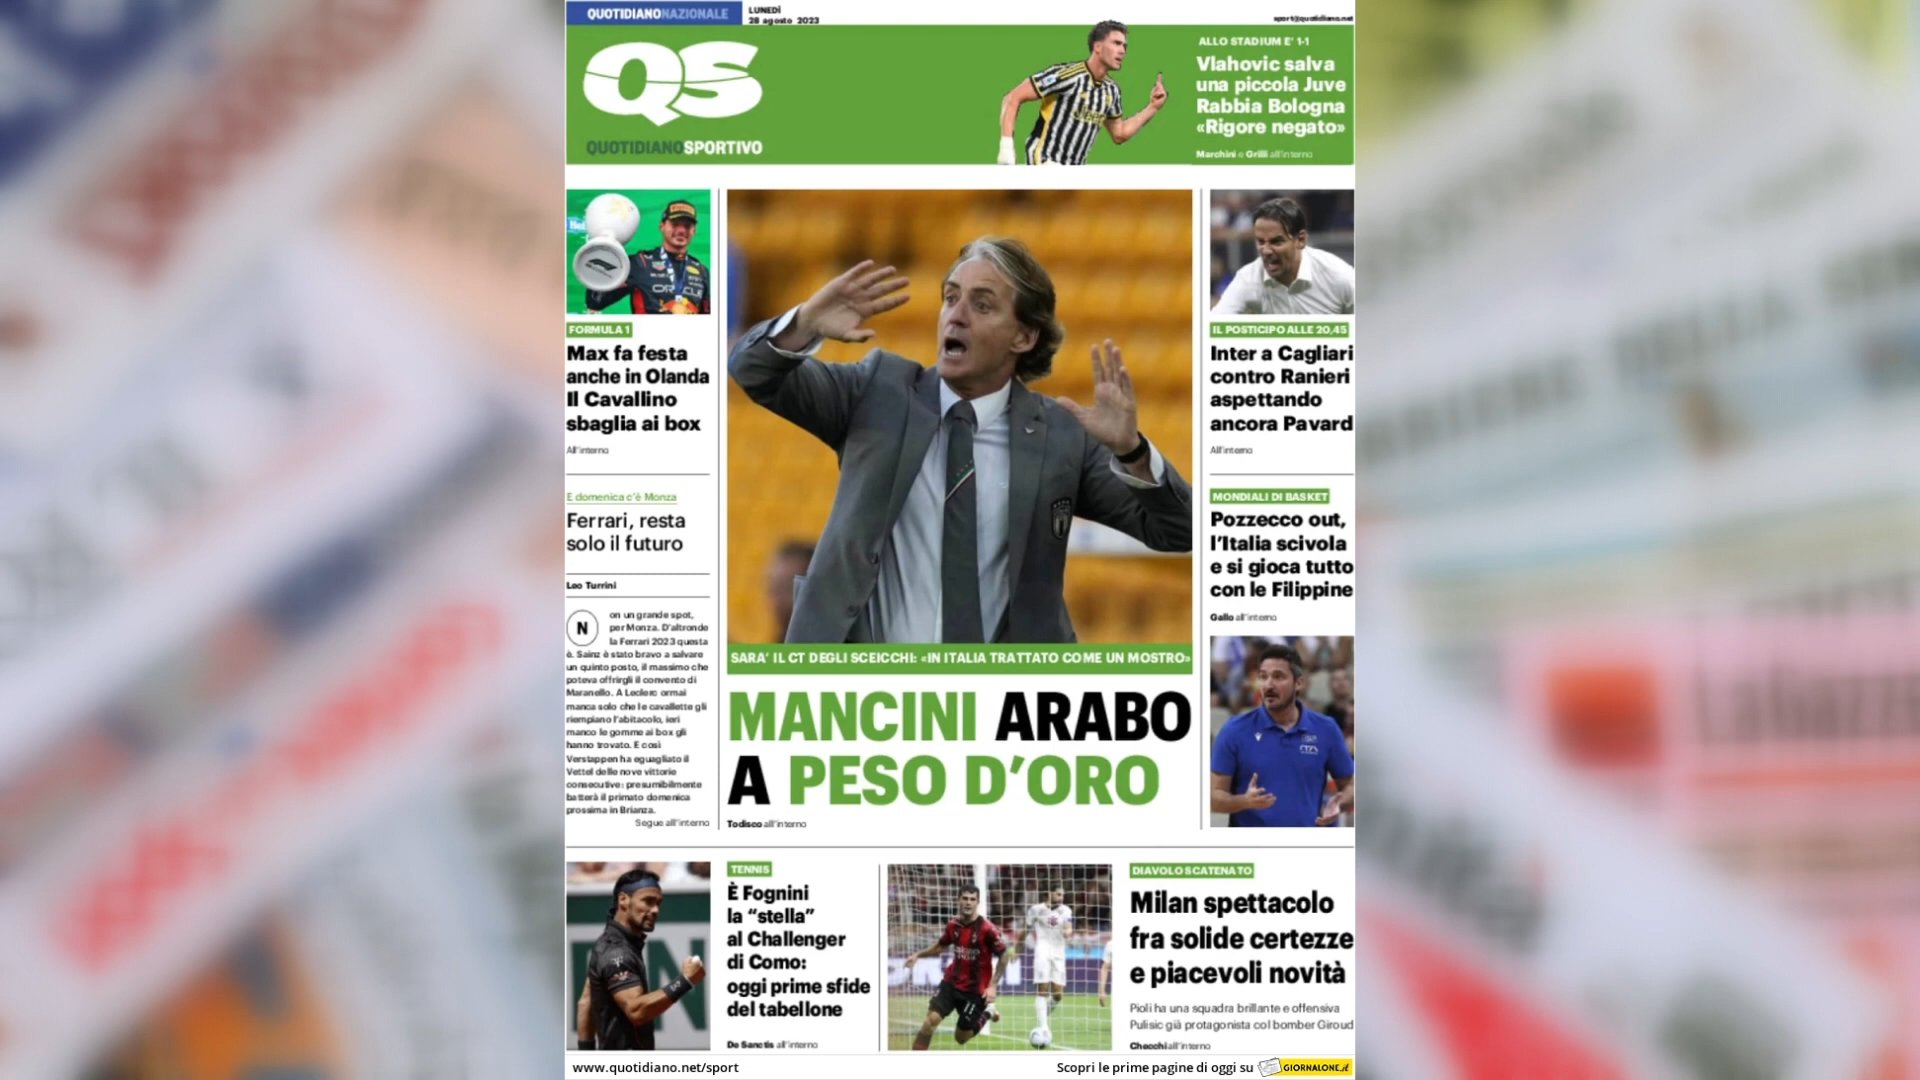 QUOTIDIANONAZIONALE
LUNEDÌ
28 agosto 2023
sport@quotidiano.net
QS
QUOTIDIANOSPORTIVO
ALLO STADIUM E' 1-1
Vlahovic salva
una piccola Juve
Rabbia Bologna
«Rigore negato»
Marchini e Grilli all'interno
FORMULA 1
Max fa festa
anche in Olanda
Il Cavallino
sbaglia ai box
All'interno
E domenica c'è Monza
Ferrari, resta
solo il futuro
Leo Turrini
Non un grande spot,
per Monza. D'altronde
la Ferrari 2023 questa
è. Sainz è stato bravo a salvare
un quinto posto, il massimo che
poteva offrirgli il convento di
Maranello. A Leclerc ormai
manca solo che le cavallette gli
riempiano l'abitacolo, ieri
manco le gomme ai box gli
hanno trovato. E così
Verstappen ha eguagliato il
Vettel delle nove vittorie
consecutive: presumibilmente
batterà il primato domenica
prossima in Brianza.
Segue all'interno
SARA' IL CT DEGLI SCEICCHI: «IN ITALIA TRATTATO COME UN MOSTRO»
MANCINI ARABO
A PESO D'ORO
Todisco all'interno
IL POSTICIPO ALLE 20,45
Inter a Cagliari
contro Ranieri
aspettando
ancora Pavard
All'interno
MONDIALI DI BASKET
Pozzecco out,
l'Italia scivola
e si gioca tutto
con le Filippine
Gallo all'interno
TENNIS
È Fognini
la "stella"
al Challenger
di Como:
oggi prime sfide
del tabellone
De Sanctis all'interno
DIAVOLO SCATENATO
Milan spettacolo
fra solide certezze
e piacevoli novità
Pioli ha una squadra brillante e offensiva
Pulisic già protagonista col bomber Giroud
Checchi all'interno
www.quotidiano.net/sport
Scopri le prime pagine di oggi su GIORNALONE.it